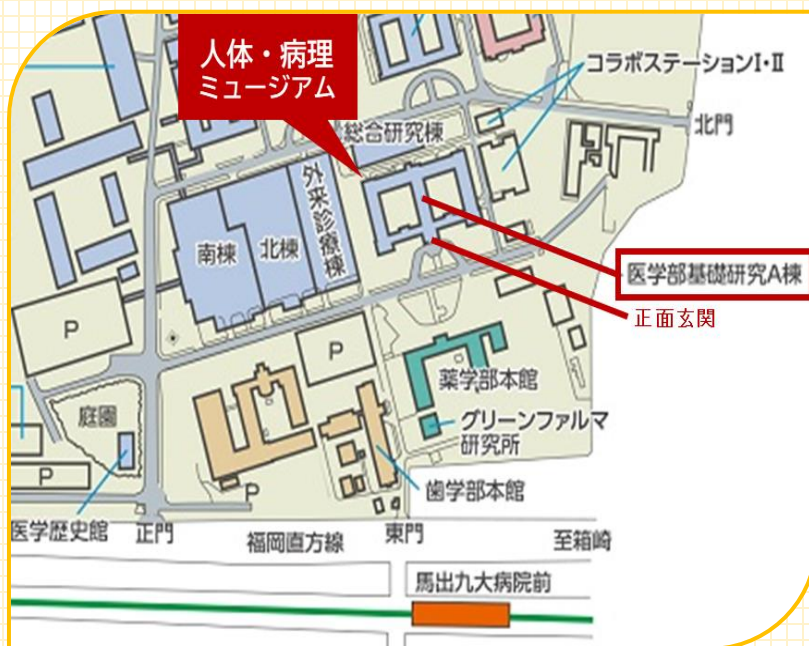 人体・病理
ミュージアム
コラボステーションI・II
北門
総合研究棟
外来診療棟
南棟
北棟
医学部基礎研究A棟
正面玄関
P
P
薬学部本館
庭園
グリーンファルマ
研究所
P
P
歯学部本館
医学歴史館
正門
福岡直方線
東門
至箱崎
馬出九大病院前